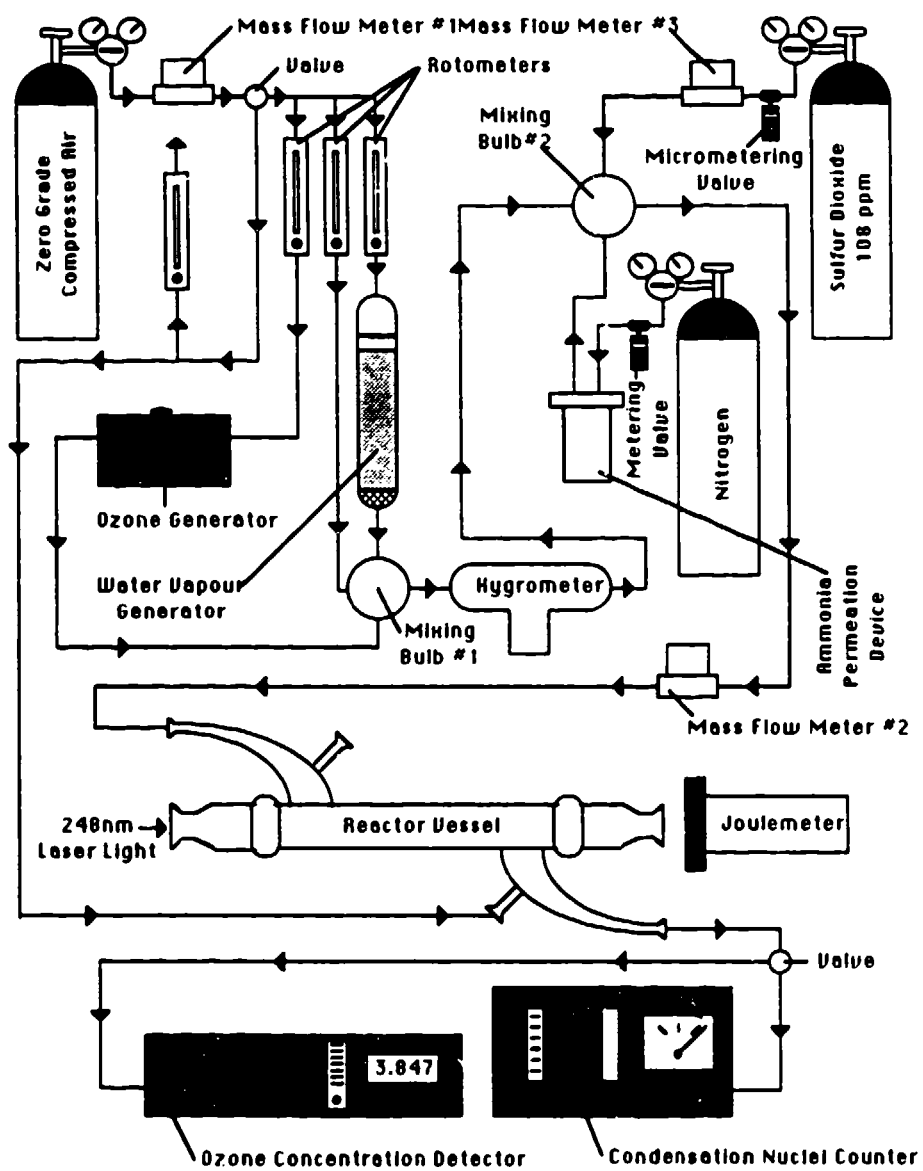 Mass Flow Meter #1
Mass Flow Meter #3
Valve
Rotometers
Mixing
Bulb#2
Micrometering
Valve
Zero Grade
Compressed Air
Sulfur Dioxide
108 ppm
Metering
Valve
Nitrogen
Ozone Generator
Water Vapour
Generator
Hygrometer
Mixing
Bulb #1
Ammonia
Permeation
Device
Mass Flow Meter #2
248nm
Laser Light
Reactor Vessel
Joulemeter
Valve
3.847
Ozone Concentration Detector
Condensation Nuclei Counter